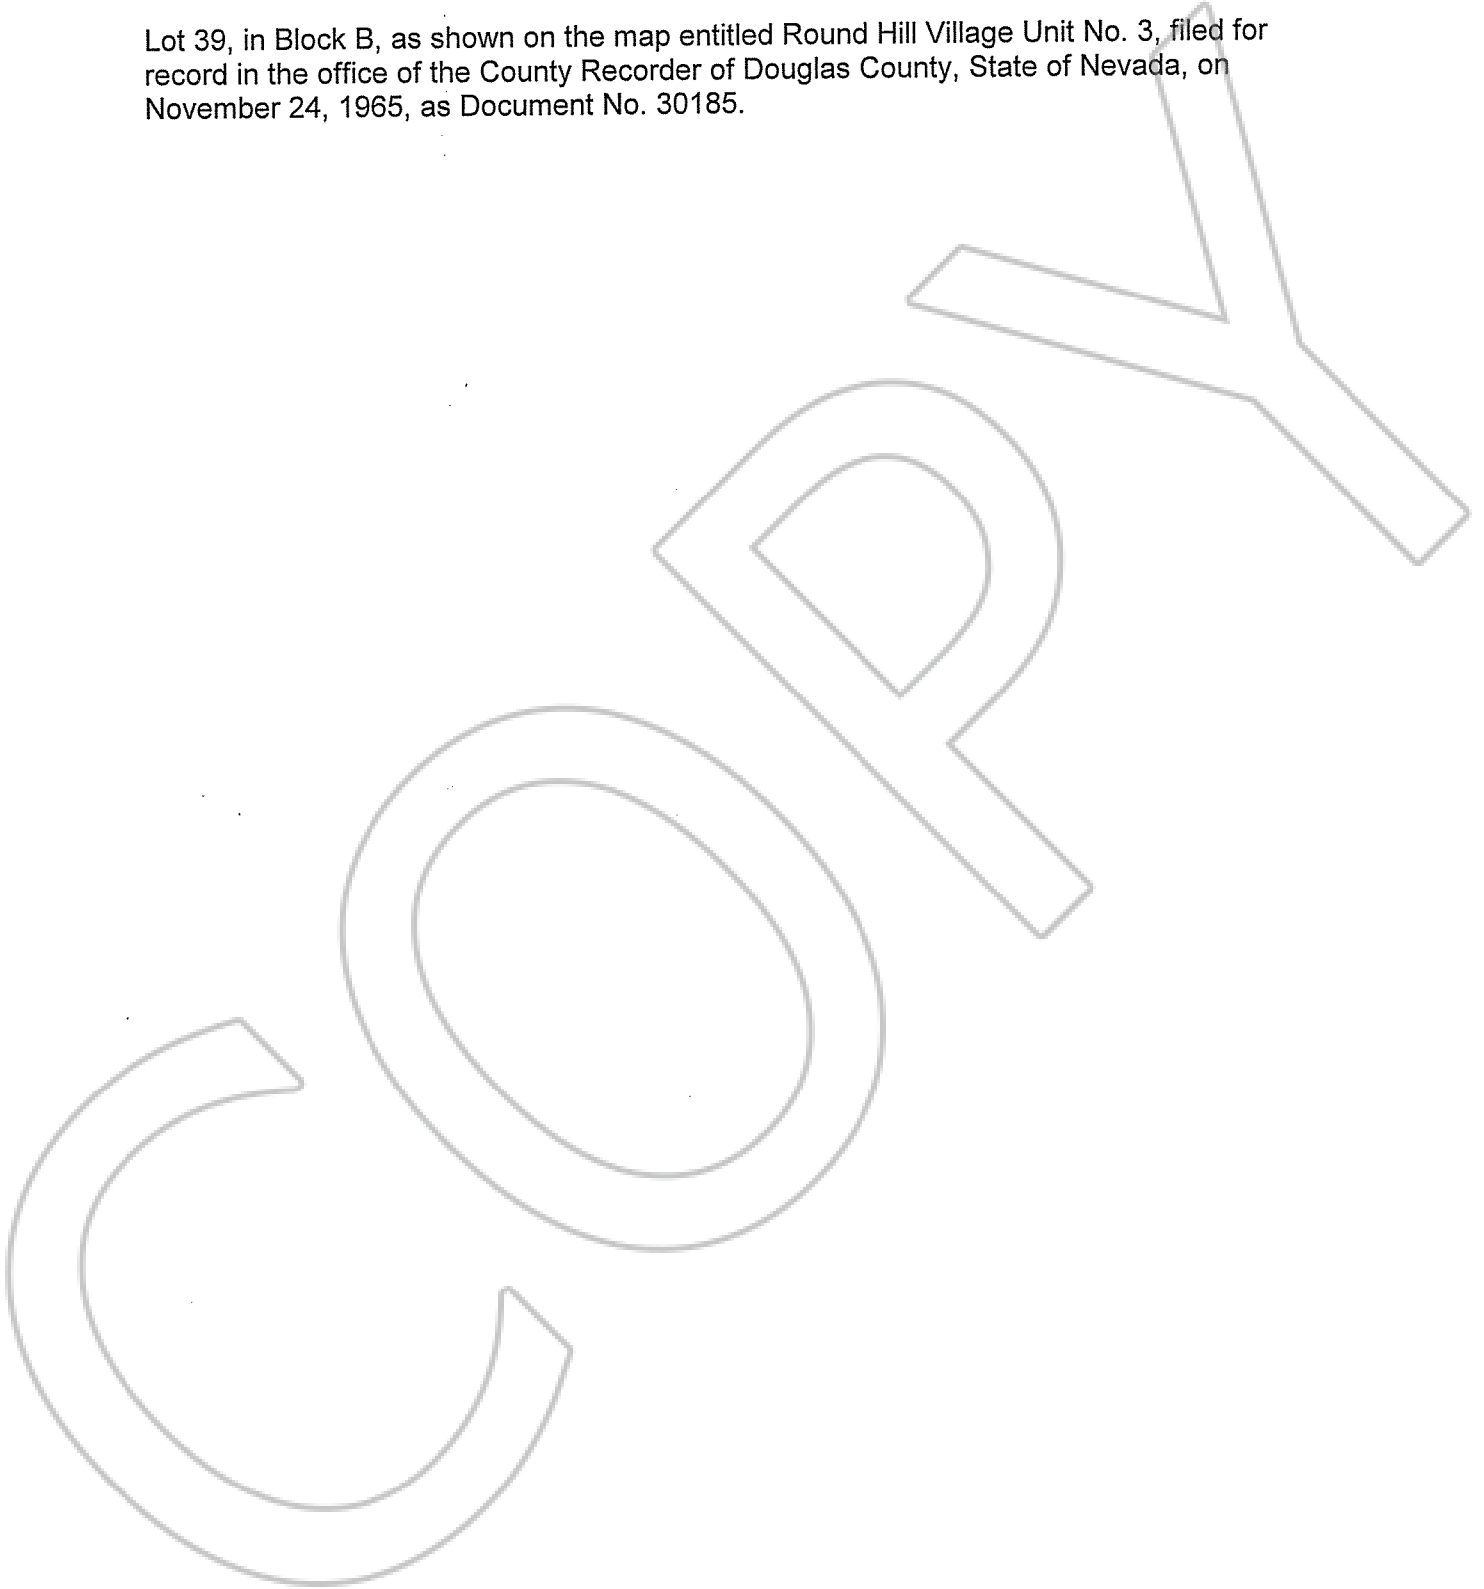 Lot 39, in Block B, as shown on the map entitled Round Hill Village Unit No. 3, filed for
record in the office of the County Recorder of Douglas County, State of Nevada, on
November 24, 1965, as Document No. 30185.
COPY